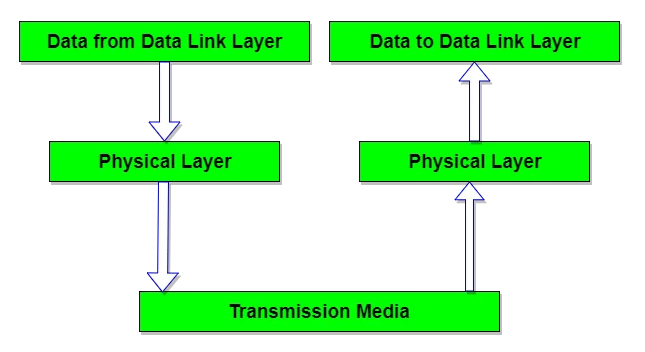 Data from Data Link Layer
Data to Data Link Layer
Physical Layer
Physical Layer
Transmission Media